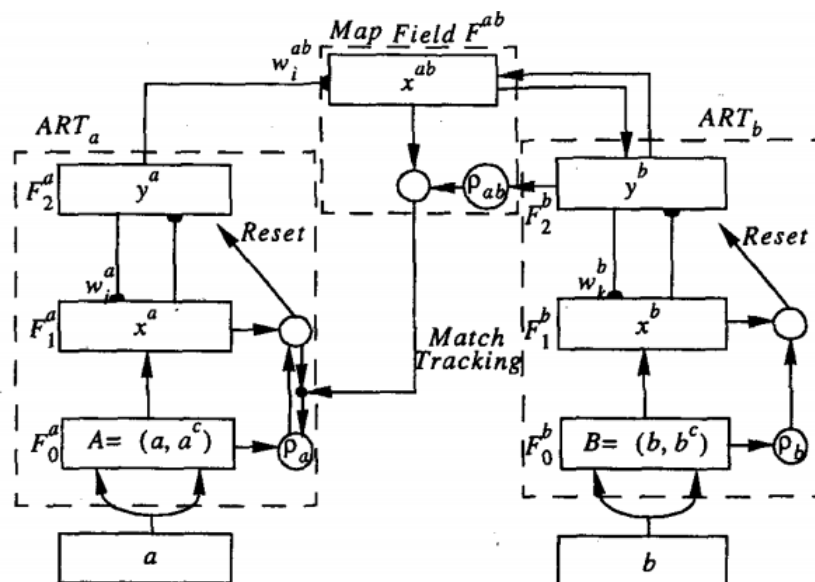 Map Field F^ab
w_i^ab
x^ab
ART_a
ART_b
F_2^a
y^a
ρ_ab
F_2^b
y^b
Reset
Reset
w_i^a
w_k^b
F_1^a
x^a
F_1^b
x^b
Match
Tracking
F_0^a
A= (a, a^c)
ρ_a
F_0^b
B= (b, b^c)
ρ_b
a
b